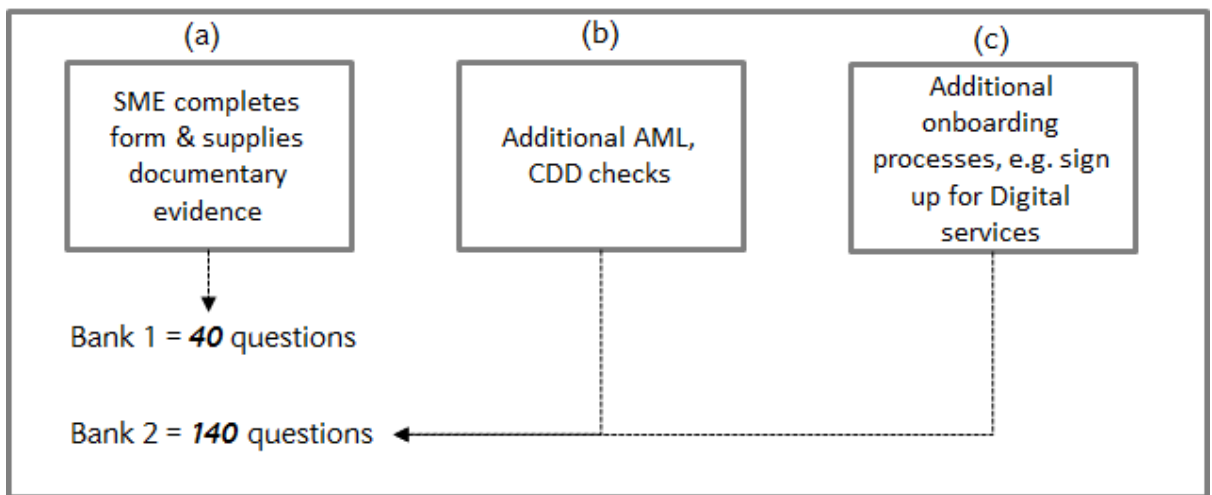 (a)
SME completes
form & supplies
documentary
evidence
(b)
Additional AML,
CDD checks
(c)
Additional
onboarding
processes, e.g. sign
up for Digital
services
Bank 1 = 40 questions
Bank 2 = 140 questions